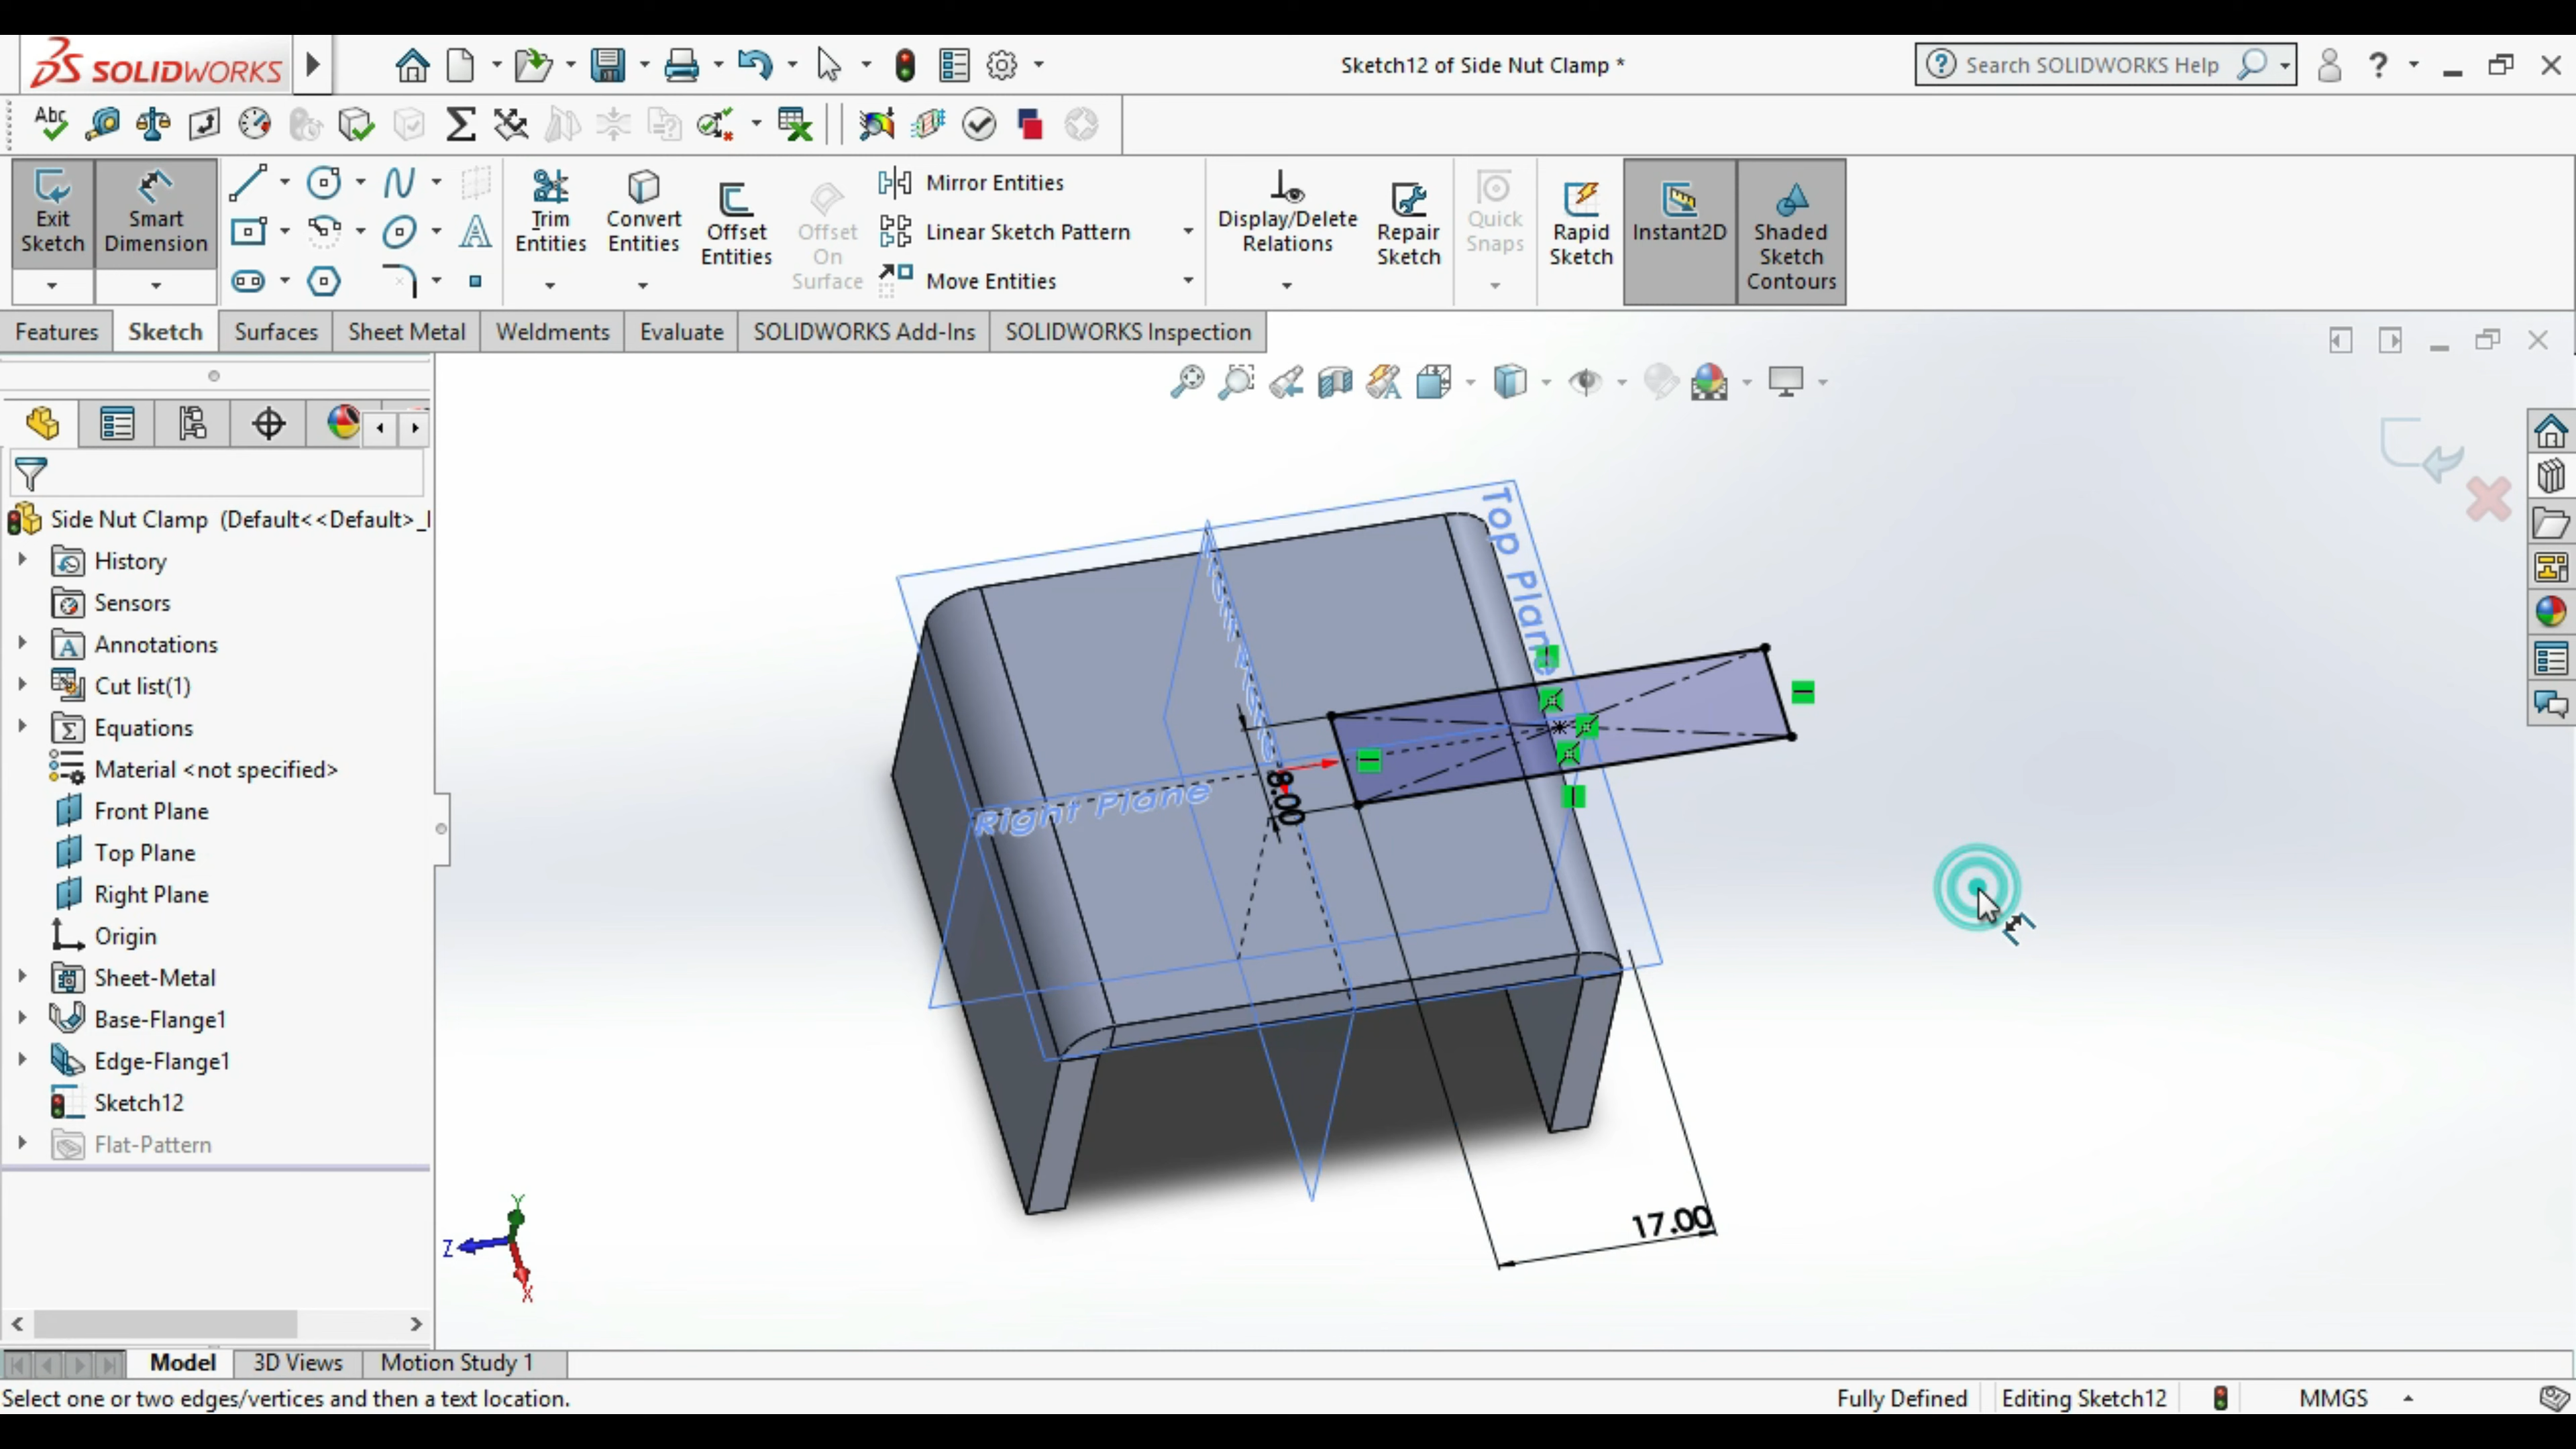 SOLIDWORKS
Sketch12 of Side Nut Clamp *
Search SOLIDWORKS Help
?
Abc
Exit Sketch
Smart Dimension
Trim Entities
Convert Entities
Offset Entities
Offset On Surface
Mirror Entities
Linear Sketch Pattern
Move Entities
Display/Delete Relations
Repair Sketch
Quick Snaps
Rapid Sketch
Instant2D
Shaded Sketch Contours
Features
Sketch
Surfaces
Sheet Metal
Weldments
Evaluate
SOLIDWORKS Add-Ins
SOLIDWORKS Inspection
Side Nut Clamp (Default<<Default>_
History
Sensors
Annotations
Cut list(1)
Equations
Material <not specified>
Front Plane
Top Plane
Right Plane
Origin
Sheet-Metal
Base-Flange1
Edge-Flange1
Sketch12
Flat-Pattern
Top Plane
Right Plane
8.00
17.00
Y
Z
X
Model
3D Views
Motion Study 1
Select one or two edges/vertices and then a text location.
Fully Defined
Editing Sketch12
MMGS